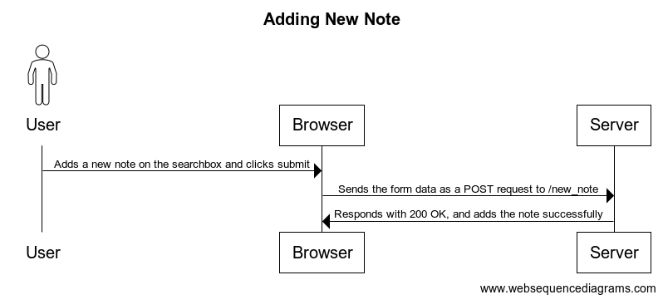 Adding New Note
User
Browser
Server
Adds a new note on the searchbox and clicks submit
Sends the form data as a POST request to /new_note
Responds with 200 OK, and adds the note successfully
User
Browser
Server
www.websequencediagrams.com